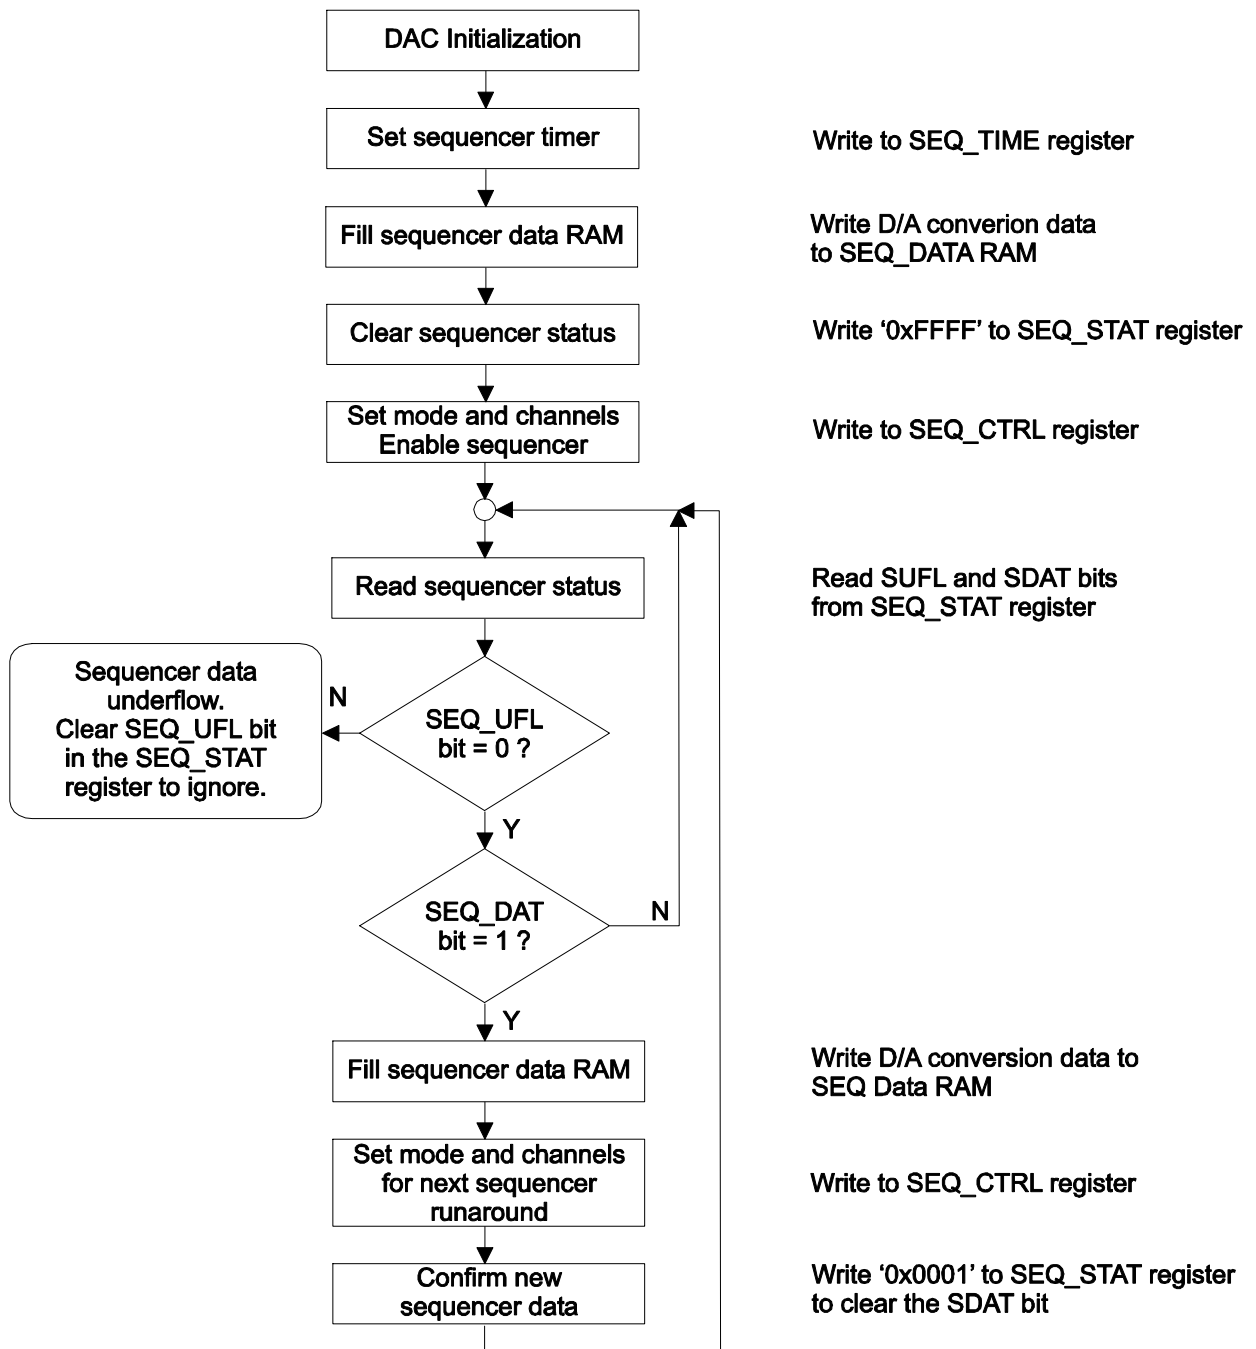 DAC Initialization
Set sequencer timer
Write to SEQ_TIME register
Fill sequencer data RAM
Write D/A converion data
to SEQ_DATA RAM
Clear sequencer status
Write ‘0xFFFF’ to SEQ_STAT register
Set mode and channels
Enable sequencer
Write to SEQ_CTRL register
Read sequencer status
Read SUFL and SDAT bits
from SEQ_STAT register
Sequencer data
underflow.
Clear SEQ_UFL bit
in the SEQ_STAT
register to ignore.
N
SEQ_UFL
bit = 0 ?
Y
SEQ_DAT
bit = 1 ?
N
Y
Fill sequencer data RAM
Write D/A conversion data to
SEQ Data RAM
Set mode and channels
for next sequencer
runaround
Write to SEQ_CTRL register
Confirm new
sequencer data
Write ‘0x0001’ to SEQ_STAT register
to clear the SDAT bit